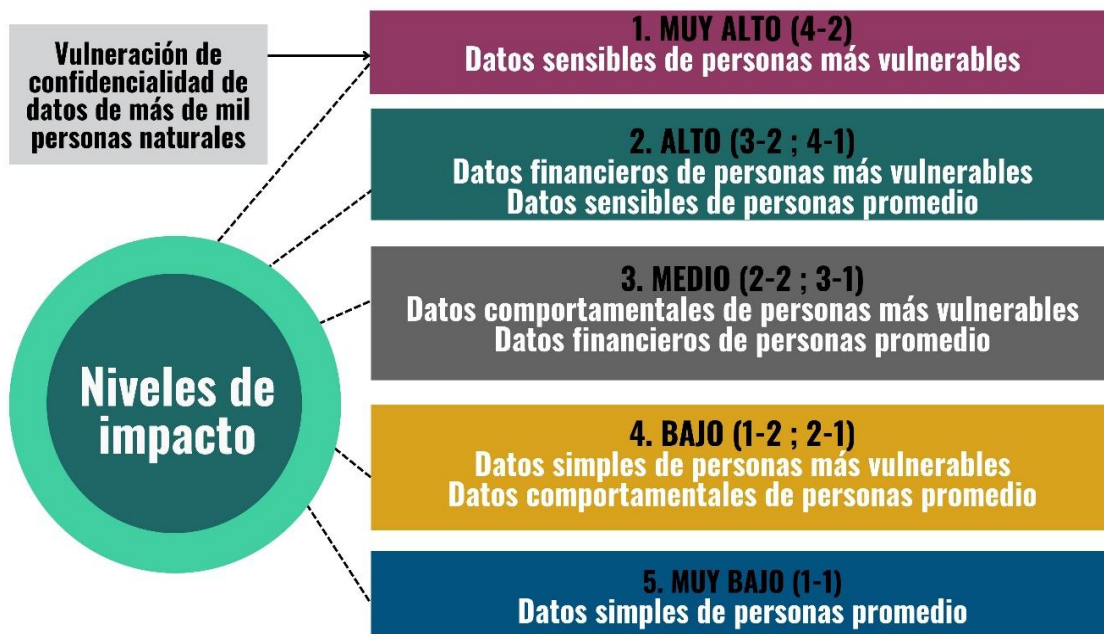 Vulneración de
confidencialidad de
datos de más de mil
personas naturales
1. MUY ALTO (4-2)
Datos sensibles de personas más vulnerables
2. ALTO (3-2 ; 4-1)
Datos financieros de personas más vulnerables
Datos sensibles de personas promedio
3. MEDIO (2-2 ; 3-1)
Datos comportamentales de personas más vulnerables
Datos financieros de personas promedio
Niveles de
impacto
4. BAJO (1-2 ; 2-1)
Datos simples de personas más vulnerables
Datos comportamentales de personas promedio
5. MUY BAJO (1-1)
Datos simples de personas promedio